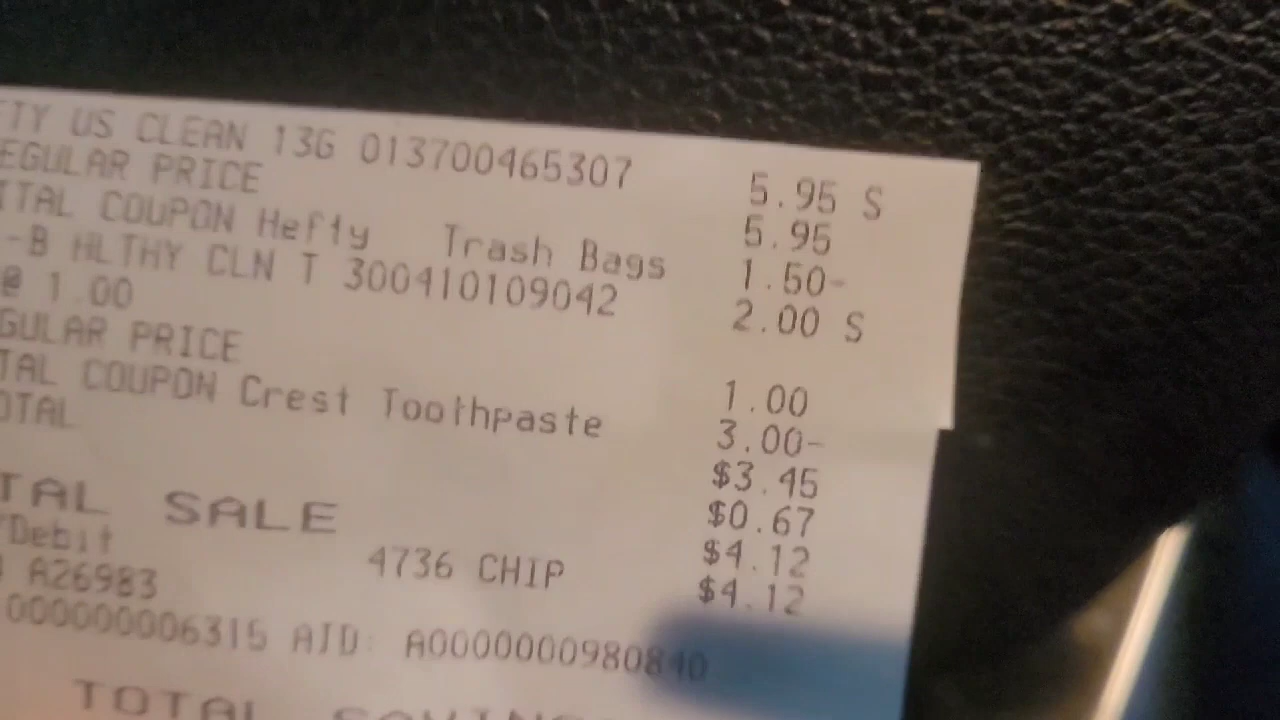 TY US CLEAN 13G 013700465307 5.95 S
EGULAR PRICE 5.95
ITAL COUPON Hefty Trash Bags 1.50-
-B HLTHY CLN T 300410109042 2.00 S
@ 1.00
GULAR PRICE 1.00
TAL COUPON Crest Toothpaste 3.00-
OTAL $3.45
$0.67
TAL SALE $4.12
Debit 4736 CHIP $4.12
A26983
000000006315 AID: A0000000980840
TOTAL SAVINGS